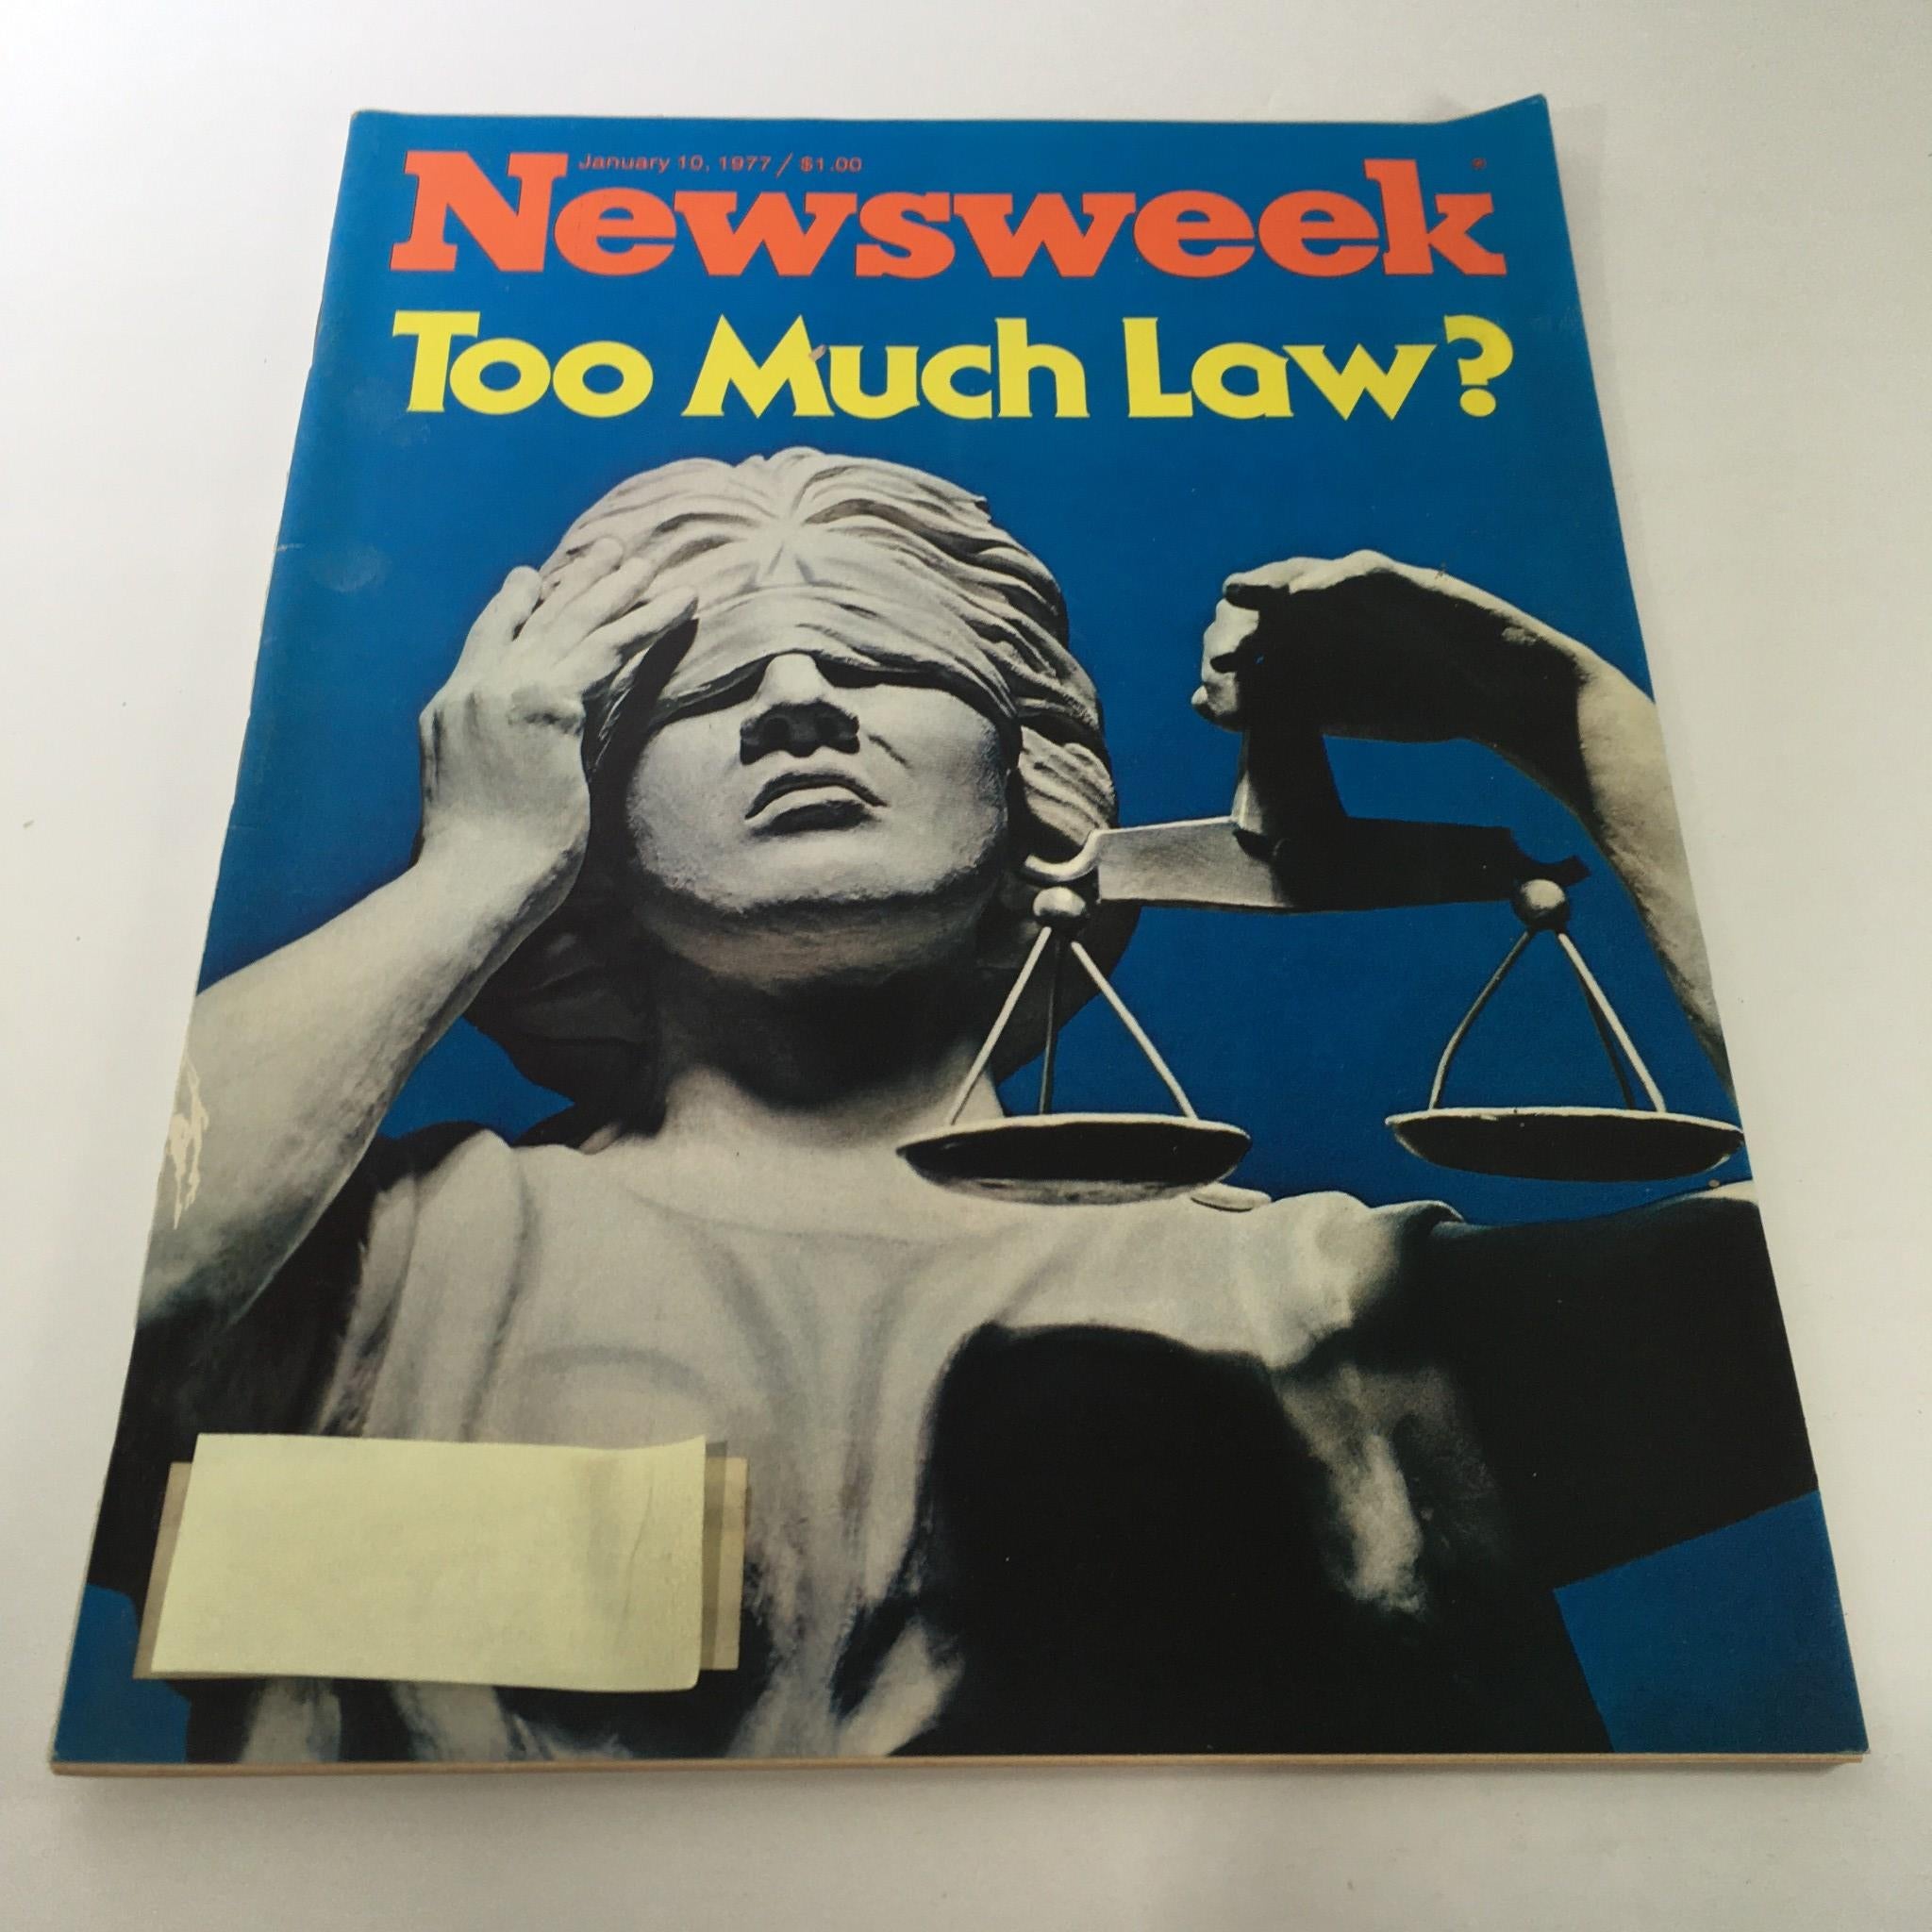 January 10, 1977 / $1.00
Newsweek®
Too Much Law?